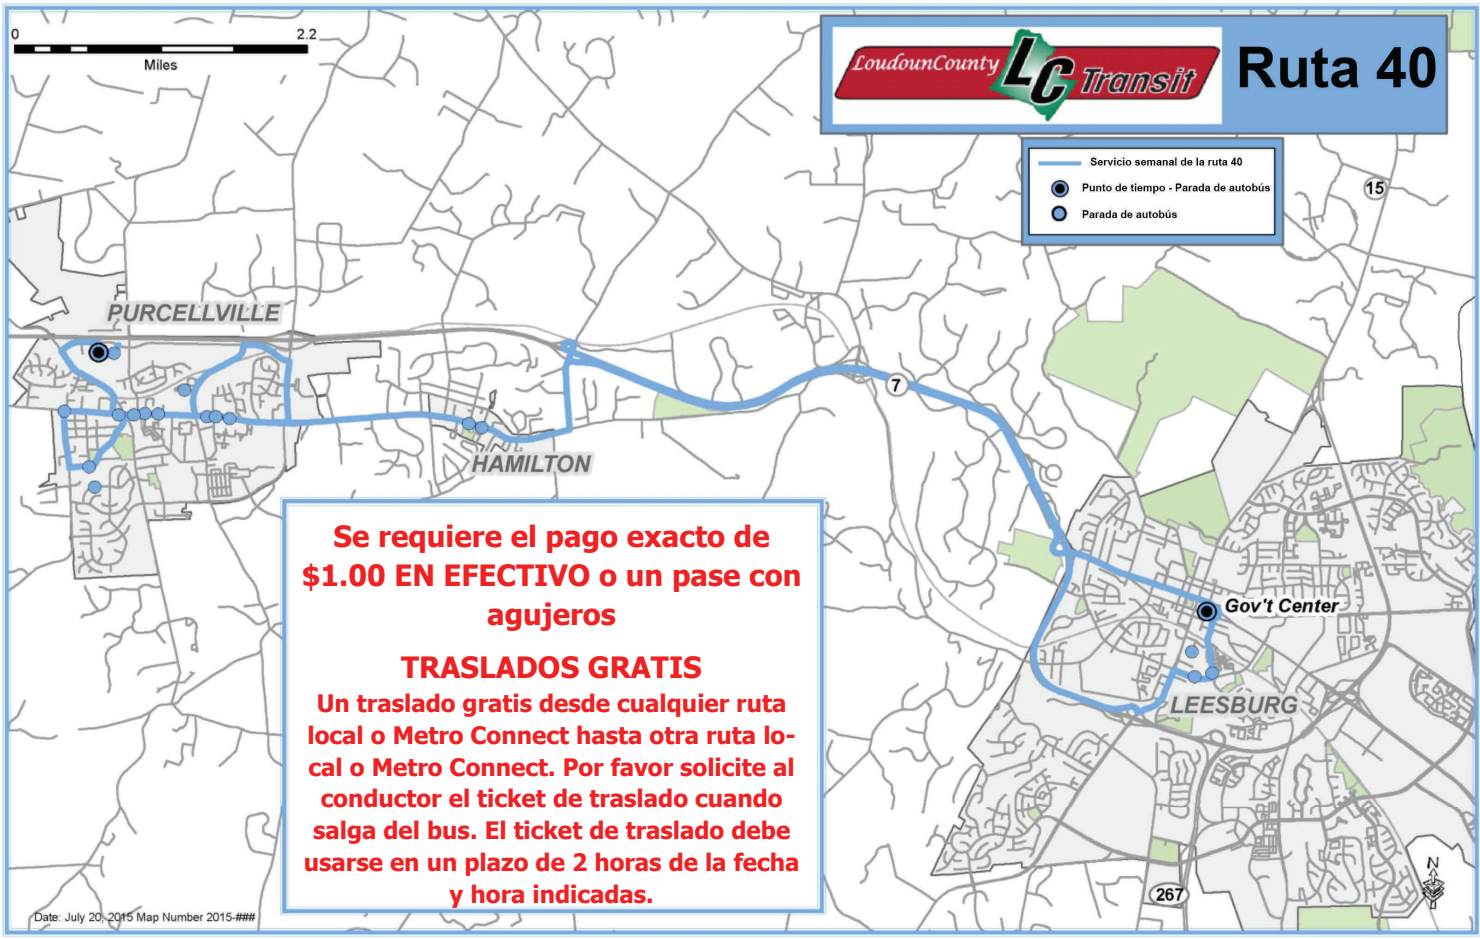 0 2.2
Miles
LoudounCounty LC Transit
Ruta 40
Servicio semanal de la ruta 40
Punto de tiempo - Parada de autobús
Parada de autobús
15
PURCELLVILLE
7
HAMILTON
Se requiere el pago exacto de
$1.00 EN EFECTIVO o un pase con
agujeros
TRASLADOS GRATIS
Un traslado gratis desde cualquier ruta
local o Metro Connect hasta otra ruta lo-
cal o Metro Connect. Por favor solicite al
conductor el ticket de traslado cuando
salga del bus. El ticket de traslado debe
usarse en un plazo de 2 horas de la fecha
y hora indicadas.
Gov't Center
LEESBURG
267
N
Date: July 20, 2015 Map Number 2015-###